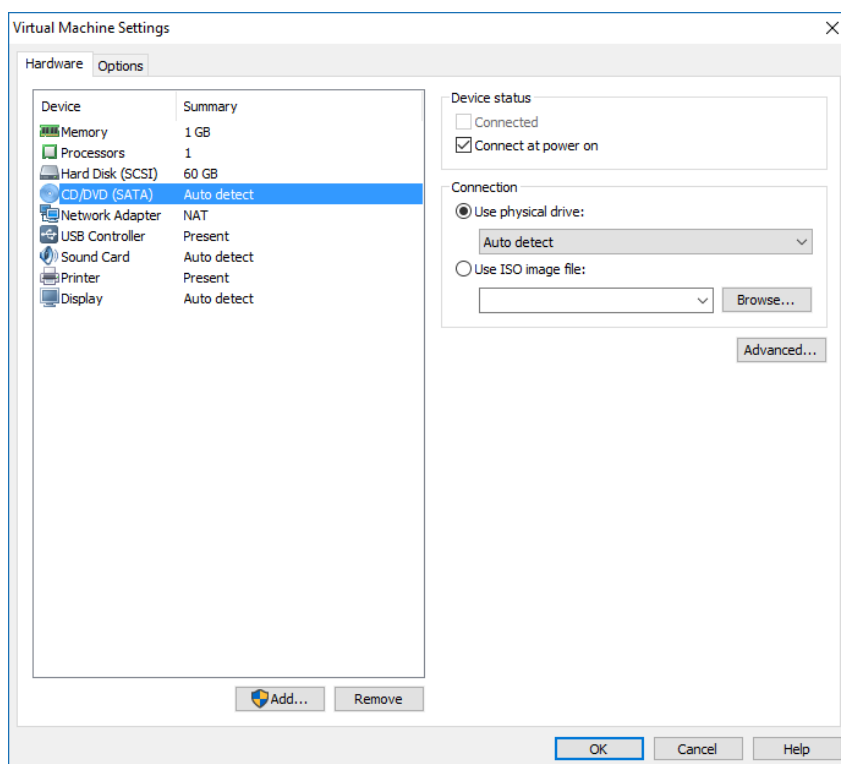 Virtual Machine Settings
Hardware Options
Device Summary
Memory 1 GB
Processors 1
Hard Disk (SCSI) 60 GB
CD/DVD (SATA) Auto detect
Network Adapter NAT
USB Controller Present
Sound Card Auto detect
Printer Present
Display Auto detect
Add... Remove
Device status
Connected
Connect at power on
Connection
Use physical drive:
Auto detect
Use ISO image file:
Browse...
Advanced...
OK Cancel Help